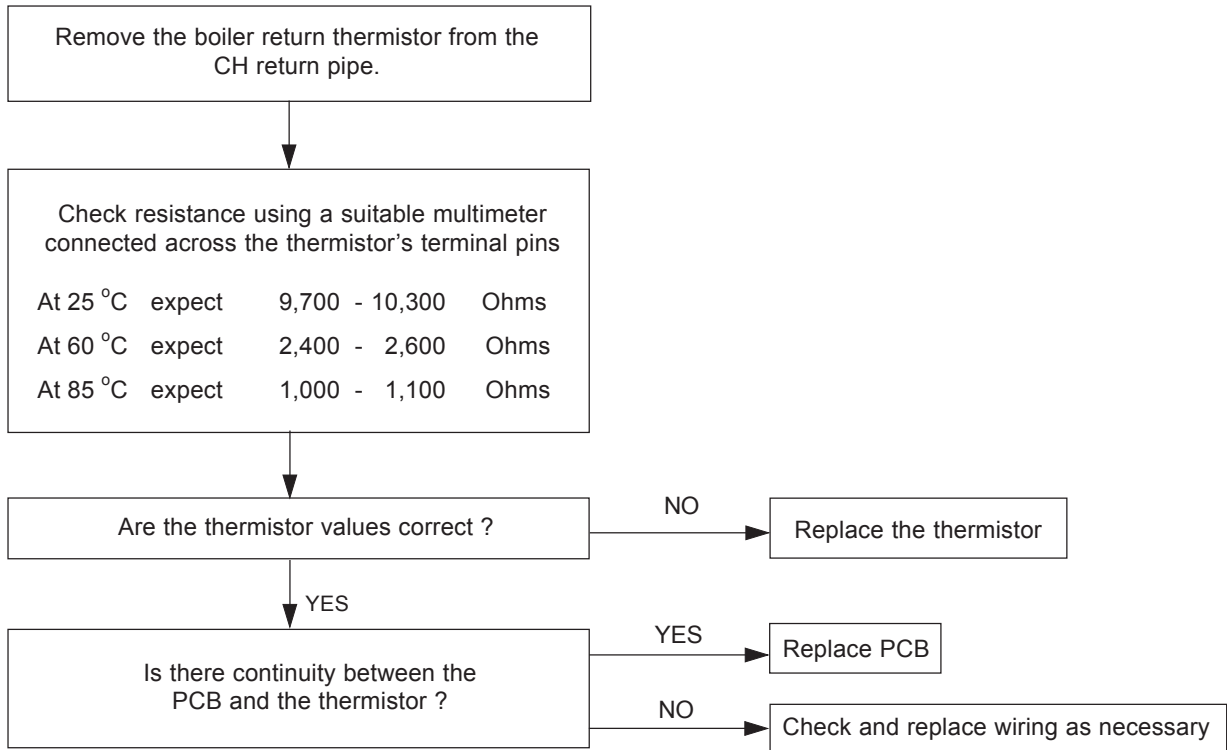 Remove the boiler return thermistor from the
CH return pipe.
Check resistance using a suitable multimeter
connected across the thermistor’s terminal pins
At 25 °C expect 9,700 - 10,300 Ohms
At 60 °C expect 2,400 - 2,600 Ohms
At 85 °C expect 1,000 - 1,100 Ohms
Are the thermistor values correct ?
NO
Replace the thermistor
YES
Is there continuity between the
PCB and the thermistor ?
YES
Replace PCB
NO
Check and replace wiring as necessary